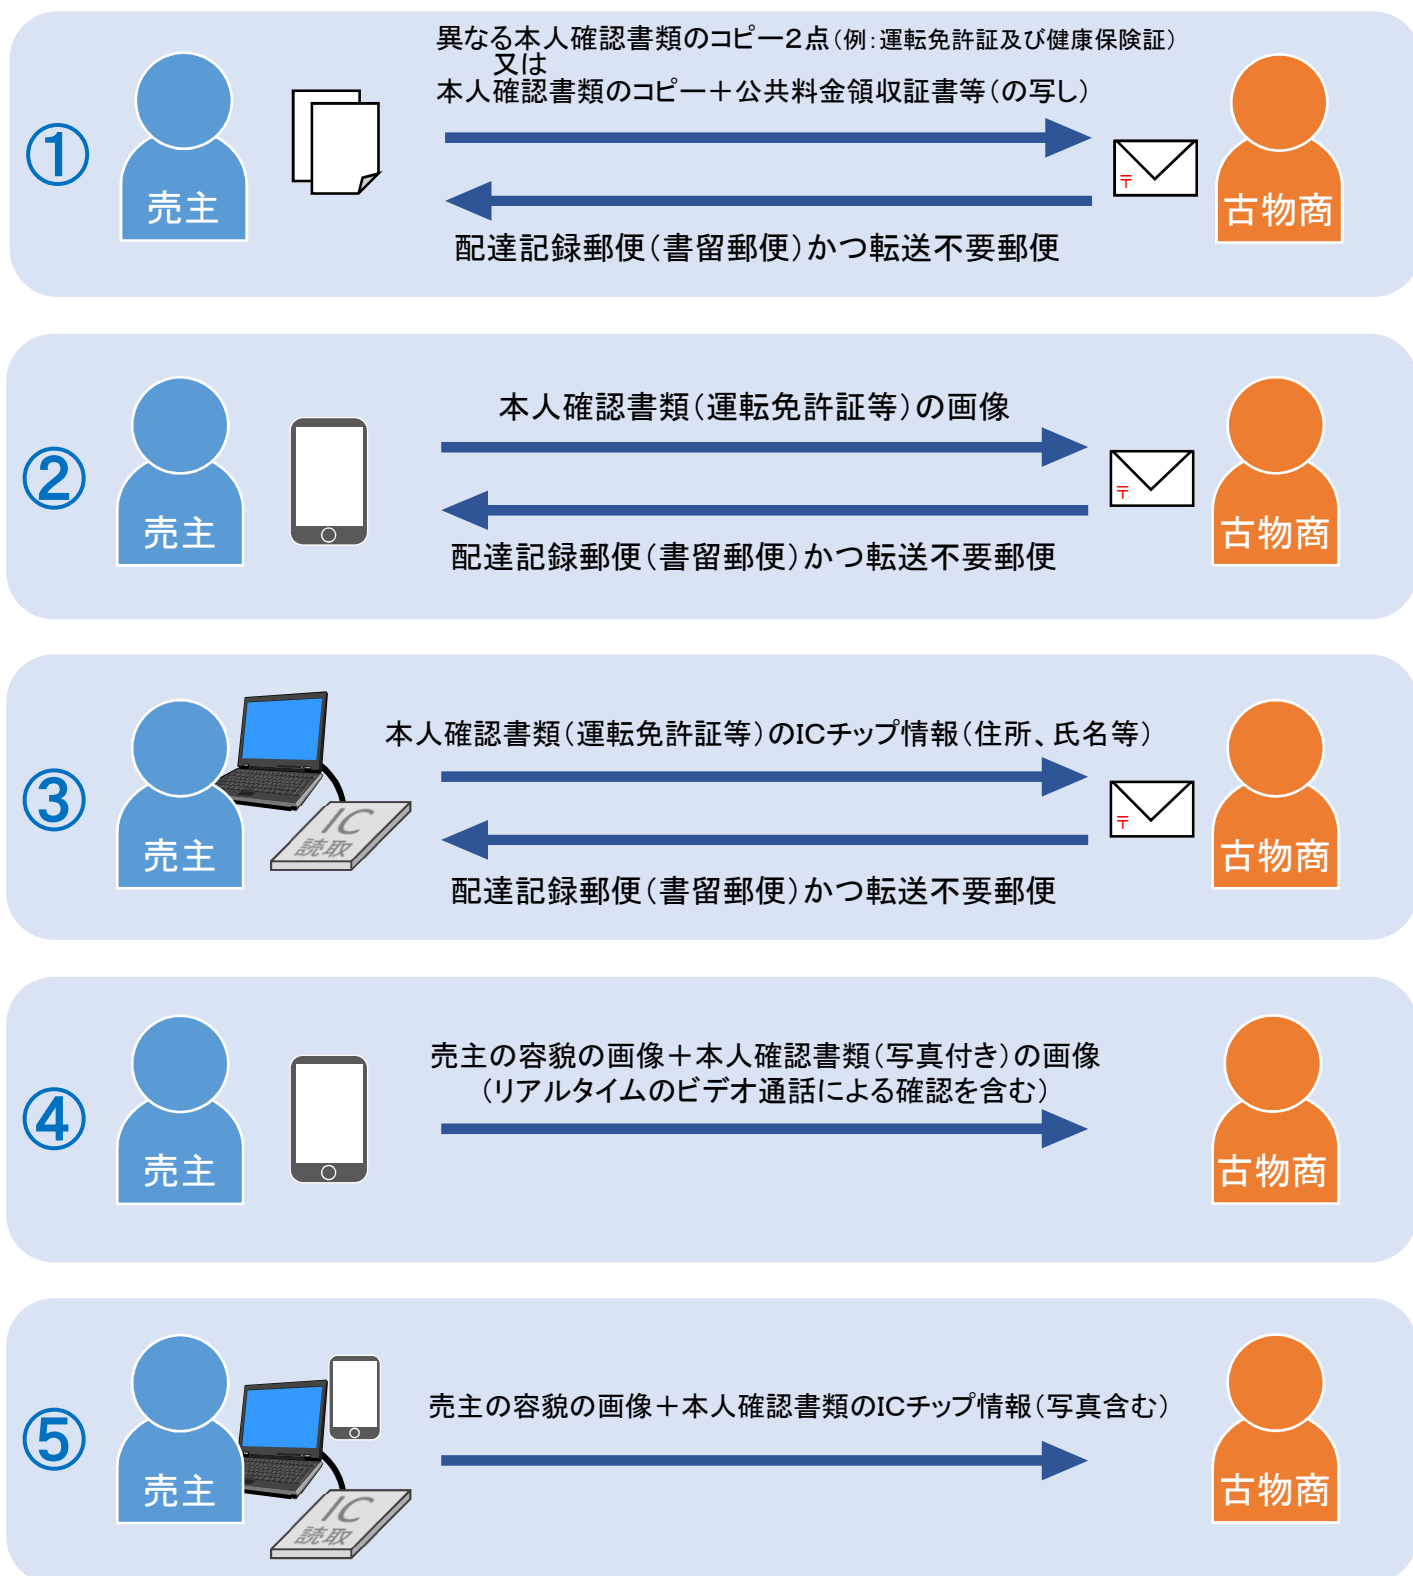 異なる本人確認書類のコピー2点(例:運転免許証及び健康保険証)
又は
本人確認書類のコピー+公共料金領収証書等(の写し)
①
売主
〒
古物商
配達記録郵便(書留郵便)かつ転送不要郵便
本人確認書類(運転免許証等)の画像
②
売主
〒
古物商
配達記録郵便(書留郵便)かつ転送不要郵便
本人確認書類(運転免許証等)のICチップ情報(住所、氏名等)
③
売主
IC
読取
〒
古物商
配達記録郵便(書留郵便)かつ転送不要郵便
売主の容貌の画像+本人確認書類(写真付き)の画像
(リアルタイムのビデオ通話による確認を含む)
④
売主
古物商
売主の容貌の画像+本人確認書類のICチップ情報(写真含む)
⑤
売主
IC
読取
古物商